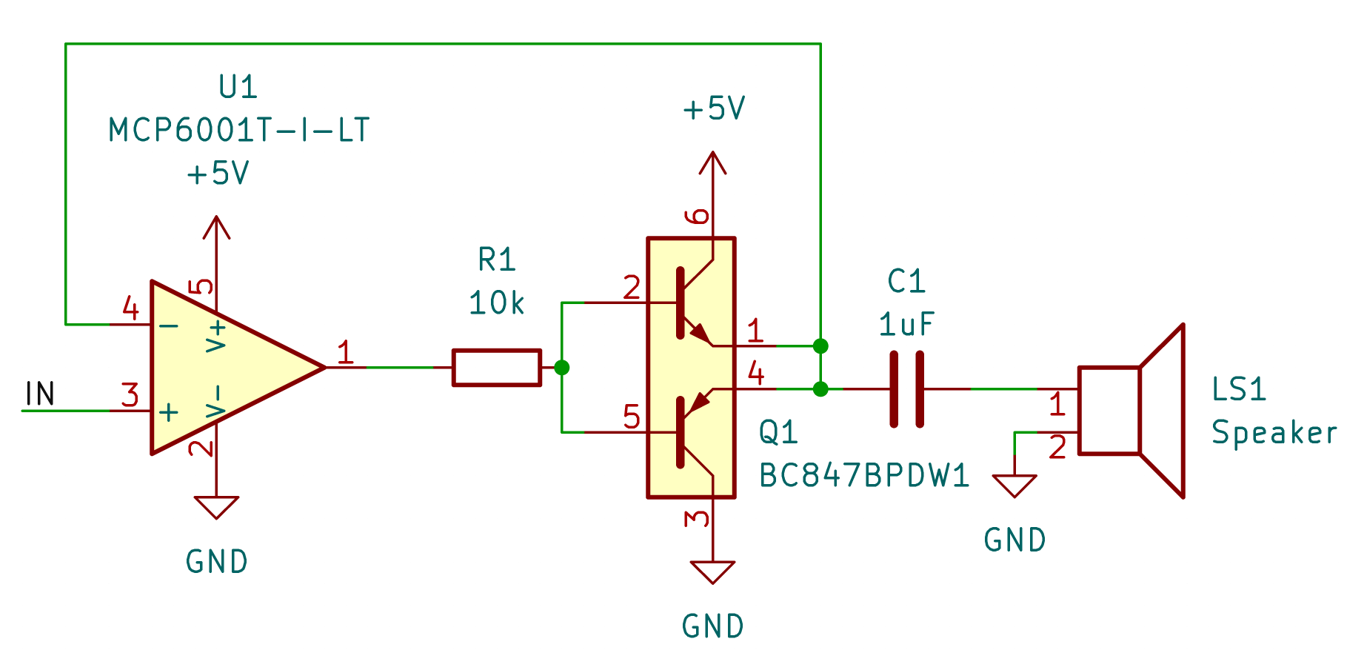 U1
MCP6001T-I-LT
+5V
5
4
-
V+
1
IN
3
+
V-
2
GND
R1
10k
+5V
6
2
1
4
5
3
GND
Q1
BC847BPDW1
C1
1uF
1
2
GND
LS1
Speaker